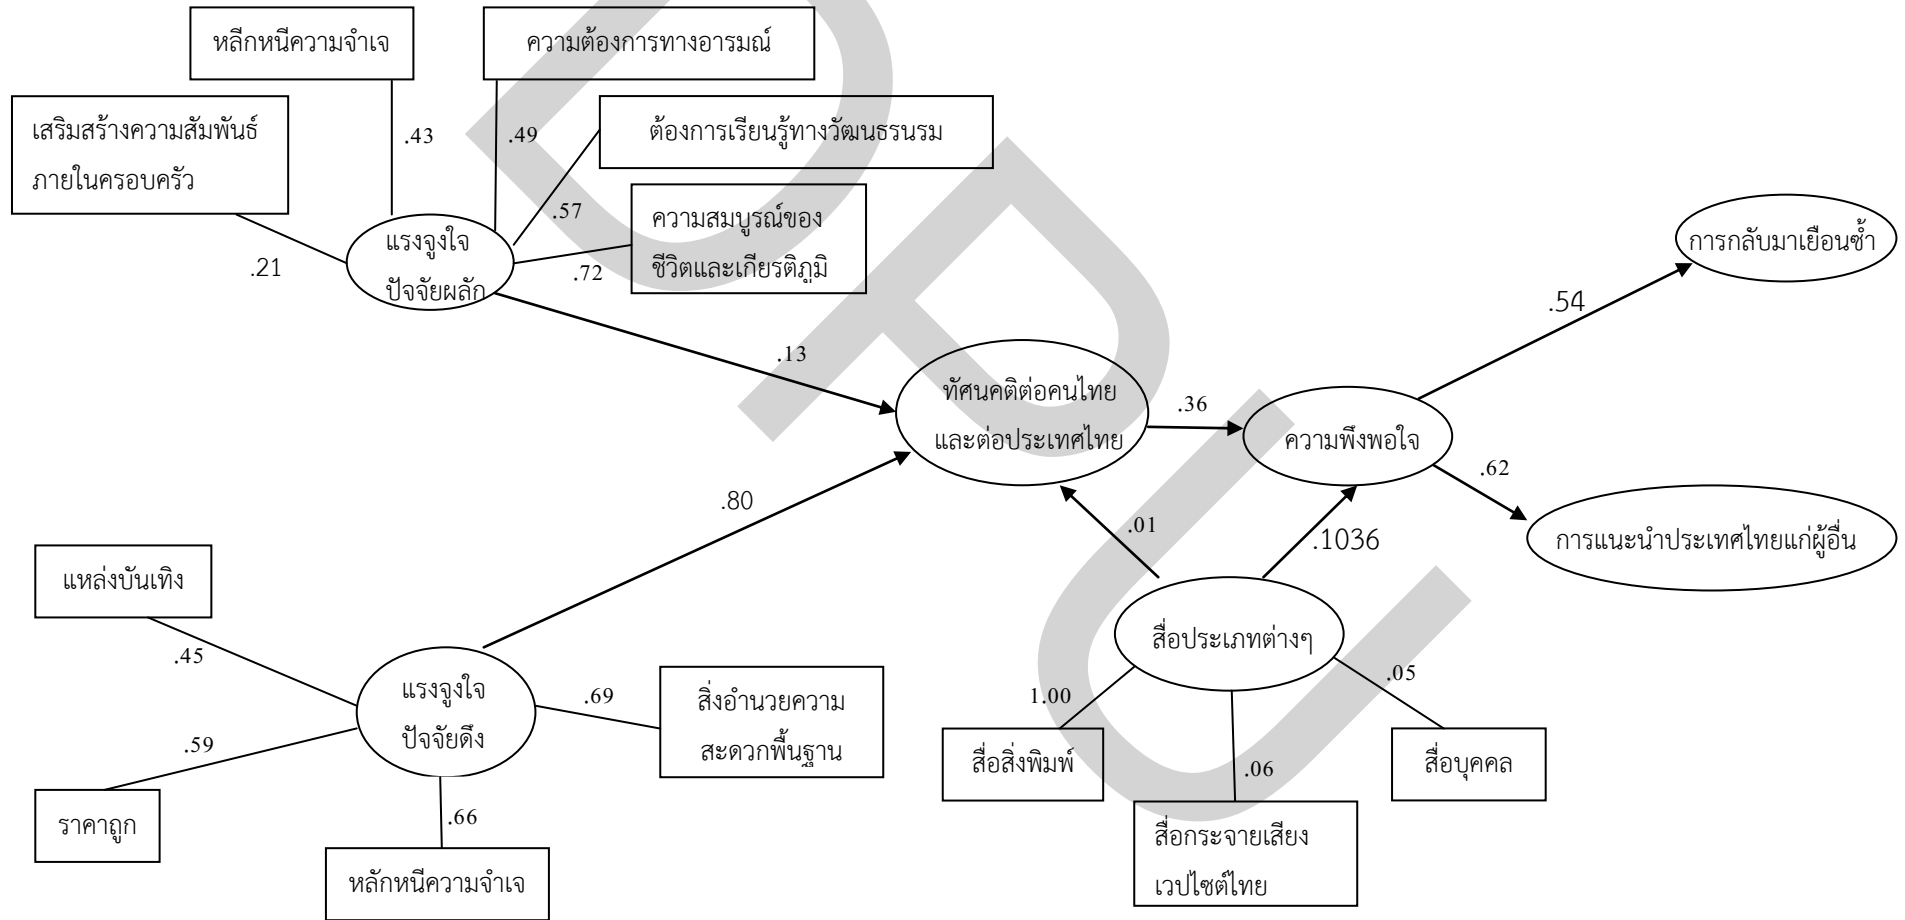 หลีกหนีความจำเจ
ความต้องการทางอารมณ์
เสริมสร้างความสัมพันธ์
ภายในครอบครัว
.43
.49
ต้องการเรียนรู้ทางวัฒนธรนรม
.57
ความสมบูรณ์ของ
ชีวิตและเกียรติภูมิ
.21
แรงจูงใจ
ปัจจัยผลัก
.72
การกลับมาเยือนซ้ำ
.54
.13
ทัศนคติต่อคนไทย
และต่อประเทศไทย
.36
ความพึงพอใจ
.62
.80
.01
.1036
การแนะนำประเทศไทยแก่ผู้อื่น
แหล่งบันเทิง
.45
แรงจูงใจ
ปัจจัยดึง
.69
สิ่งอำนวยความ
สะดวกพื้นฐาน
สื่อประเภทต่างๆ
1.00
.05
.59
สื่อสิ่งพิมพ์
.06
สื่อบุคคล
ราคาถูก
.66
หลักหนีความจำเจ
สื่อกระจายเสียง
เวปไซต์ไทย
DPU